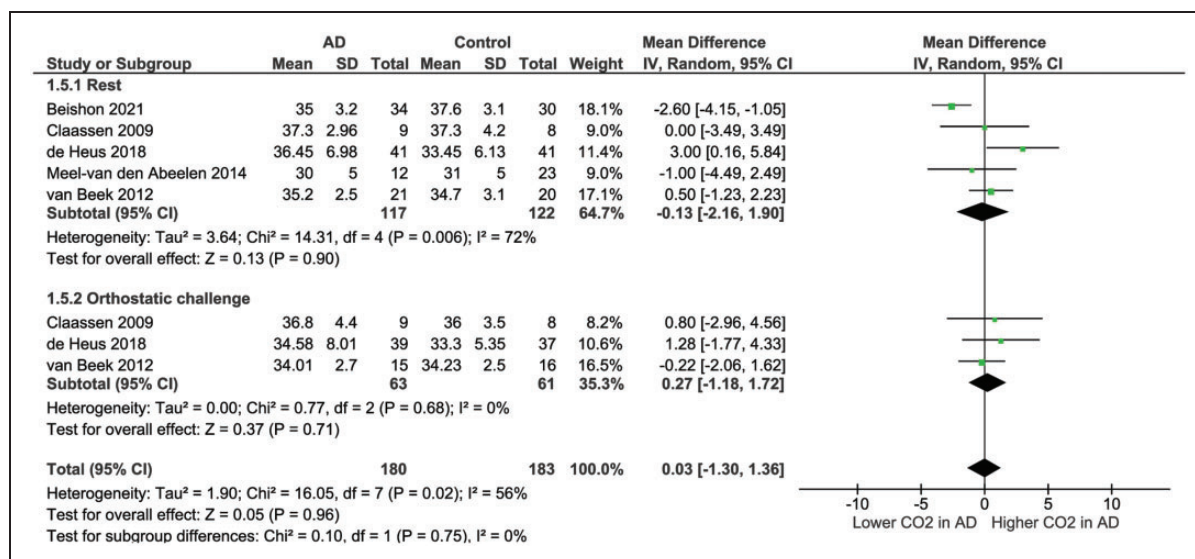 AD Control Mean Difference Mean Difference
Study or Subgroup Mean SD Total Mean SD Total Weight IV, Random, 95% CI IV, Random, 95% CI
1.5.1 Rest
Beishon 2021 35 3.2 34 37.6 3.1 30 18.1% -2.60 [-4.15, -1.05]
Claassen 2009 37.3 2.96 9 37.3 4.2 8 9.0% 0.00 [-3.49, 3.49]
de Heus 2018 36.45 6.98 41 33.45 6.13 41 11.4% 3.00 [0.16, 5.84]
Meel-van den Abeelen 2014 30 5 12 31 5 23 9.0% -1.00 [-4.49, 2.49]
van Beek 2012 35.2 2.5 21 34.7 3.1 20 17.1% 0.50 [-1.23, 2.23]
Subtotal (95% CI) 117 122 64.7% -0.13 [-2.16, 1.90]
Heterogeneity: Tau² = 3.64; Chi² = 14.31, df = 4 (P = 0.006); I² = 72%
Test for overall effect: Z = 0.13 (P = 0.90)
1.5.2 Orthostatic challenge
Claassen 2009 36.8 4.4 9 36 3.5 8 8.2% 0.80 [-2.96, 4.56]
de Heus 2018 34.58 8.01 39 33.3 5.35 37 10.6% 1.28 [-1.77, 4.33]
van Beek 2012 34.01 2.7 15 34.23 2.5 16 16.5% -0.22 [-2.06, 1.62]
Subtotal (95% CI) 63 61 35.3% 0.27 [-1.18, 1.72]
Heterogeneity: Tau² = 0.00; Chi² = 0.77, df = 2 (P = 0.68); I² = 0%
Test for overall effect: Z = 0.37 (P = 0.71)
Total (95% CI) 180 183 100.0% 0.03 [-1.30, 1.36]
Heterogeneity: Tau² = 1.90; Chi² = 16.05, df = 7 (P = 0.02); I² = 56%
Test for overall effect: Z = 0.05 (P = 0.96)
Test for subgroup differences: Chi² = 0.10, df = 1 (P = 0.75), I² = 0%
-10 -5 0 5 10
Lower CO2 in AD Higher CO2 in AD